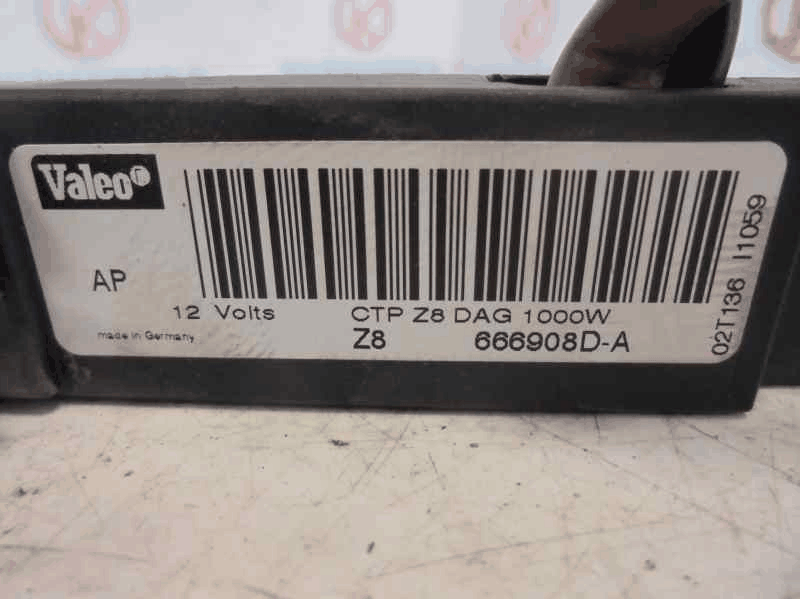 Valeo
AP
12 Volts
CTP Z8 DAG 1000W
made in Germany
Z8
666908D-A
02T136 I1059